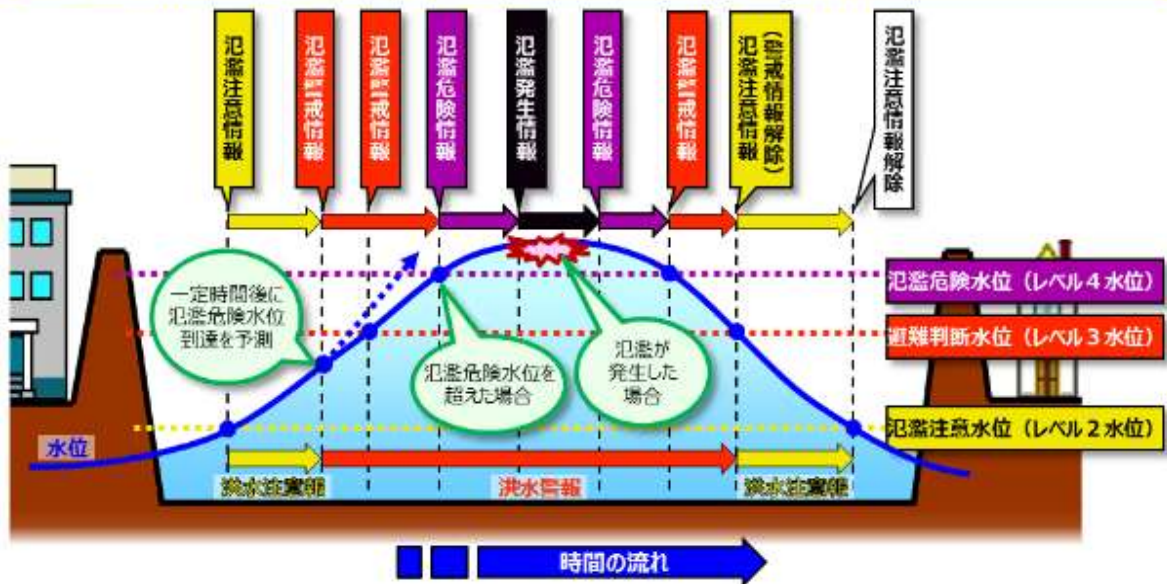 氾濫注意情報
氾濫警戒情報
氾濫警戒情報
氾濫危険情報
氾濫発生情報
氾濫危険情報
氾濫警戒情報
氾濫注意情報
(警戒情報解除)
氾濫注意情報解除
一定時間後に
氾濫危険水位
到達を予測
氾濫危険水位を
超えた場合
氾濫が
発生した
場合
氾濫危険水位(レベル4水位)
避難判断水位(レベル3水位)
氾濫注意水位(レベル2水位)
水位
洪水注意報
洪水警報
洪水注意報
時間の流れ